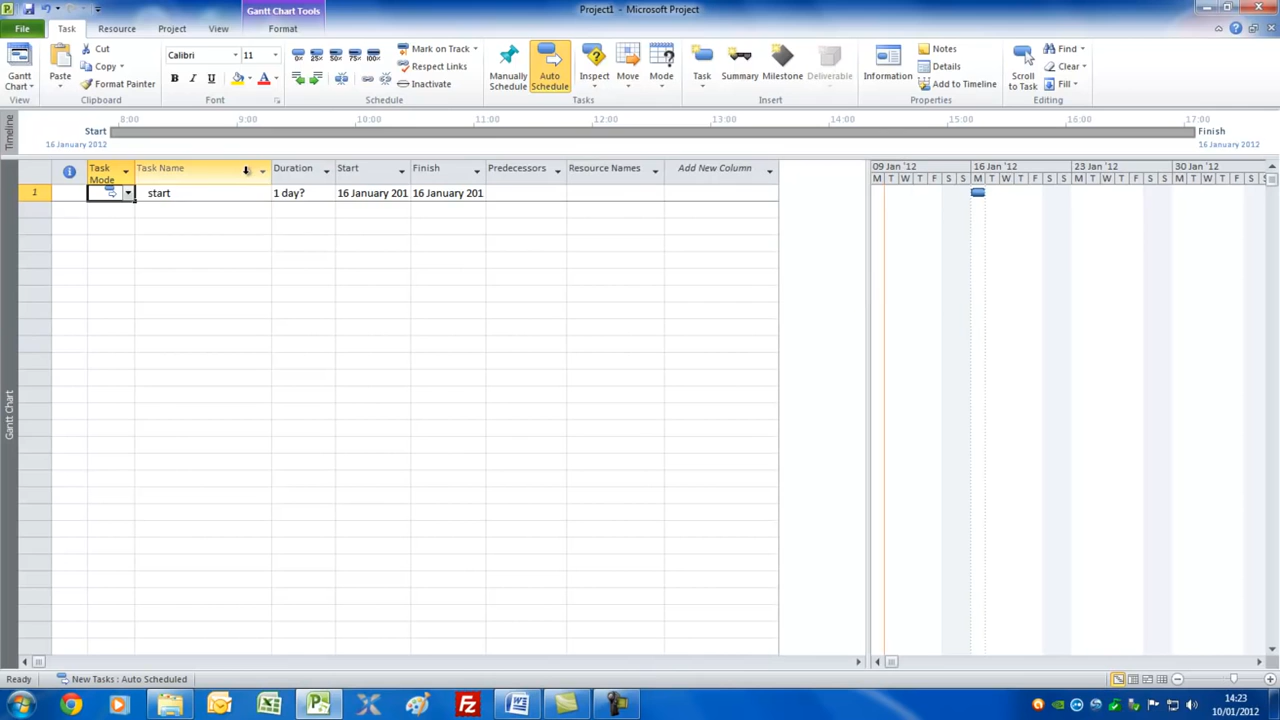 Gantt Chart Tools
Project1 - Microsoft Project
File Task Resource Project View Format
Gantt Chart
View
Paste
Cut
Copy
Format Painter
Clipboard
Calibri 11
B I U A
Font
0% 25% 50% 75% 100%
Mark on Track
Respect Links
Inactivate
Schedule
Manually Schedule
Auto Schedule
Inspect
Move
Mode
Tasks
Task
Summary
Milestone
Deliverable
Insert
Information
Notes
Details
Add to Timeline
Properties
Scroll to Task
Find
Clear
Fill
Editing
Timeline
8:00 9:00 10:00 11:00 12:00 13:00 14:00 15:00 16:00 17:00
Start
16 January 2012
Finish
16 January 2012
Task Mode Task Name Duration Start Finish Predecessors Resource Names Add New Column
1 start 1 day? 16 January 201 16 January 201
09 Jan '12 16 Jan '12 23 Jan '12 30 Jan '12
M T W T F S S M T W T F S S M T W T F S S M T W T F S S
Gantt Chart
Ready New Tasks : Auto Scheduled
14:23
10/01/2012